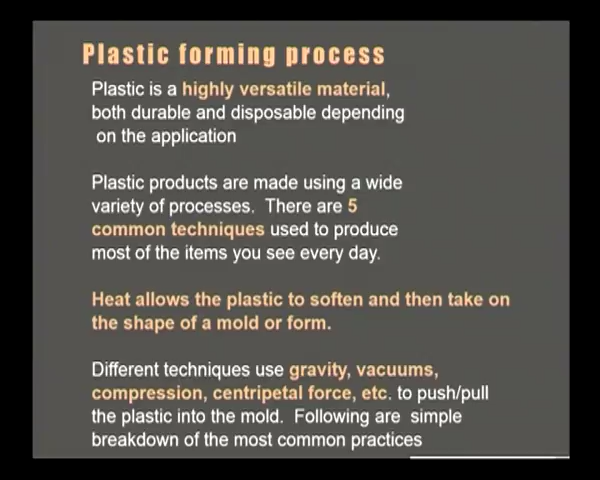 Plastic forming process
Plastic is a highly versatile material,
both durable and disposable depending
on the application
Plastic products are made using a wide
variety of processes. There are 5
common techniques used to produce
most of the items you see every day.
Heat allows the plastic to soften and then take on
the shape of a mold or form.
Different techniques use gravity, vacuums,
compression, centripetal force, etc. to push/pull
the plastic into the mold. Following are simple
breakdown of the most common practices